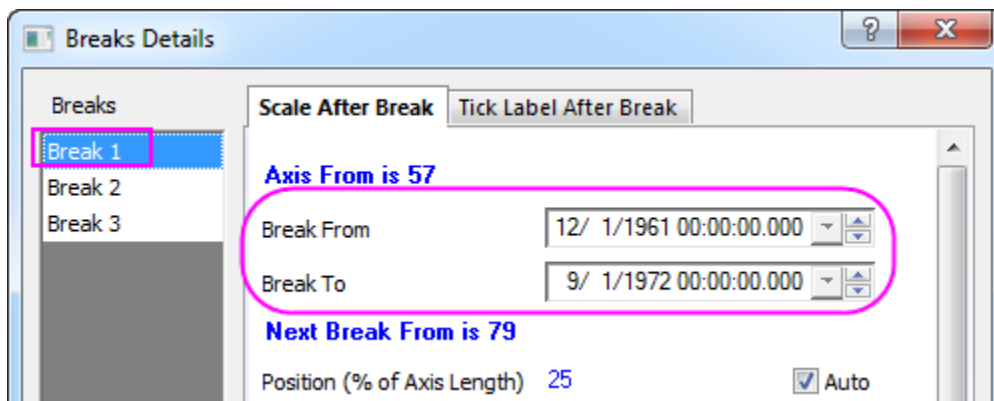 Breaks Details
Breaks
Break 1
Break 2
Break 3
Scale After Break
Tick Label After Break
Axis From is 57
Break From
12/ 1/1961 00:00:00.000
Break To
9/ 1/1972 00:00:00.000
Next Break From is 79
Position (% of Axis Length) 25
Auto